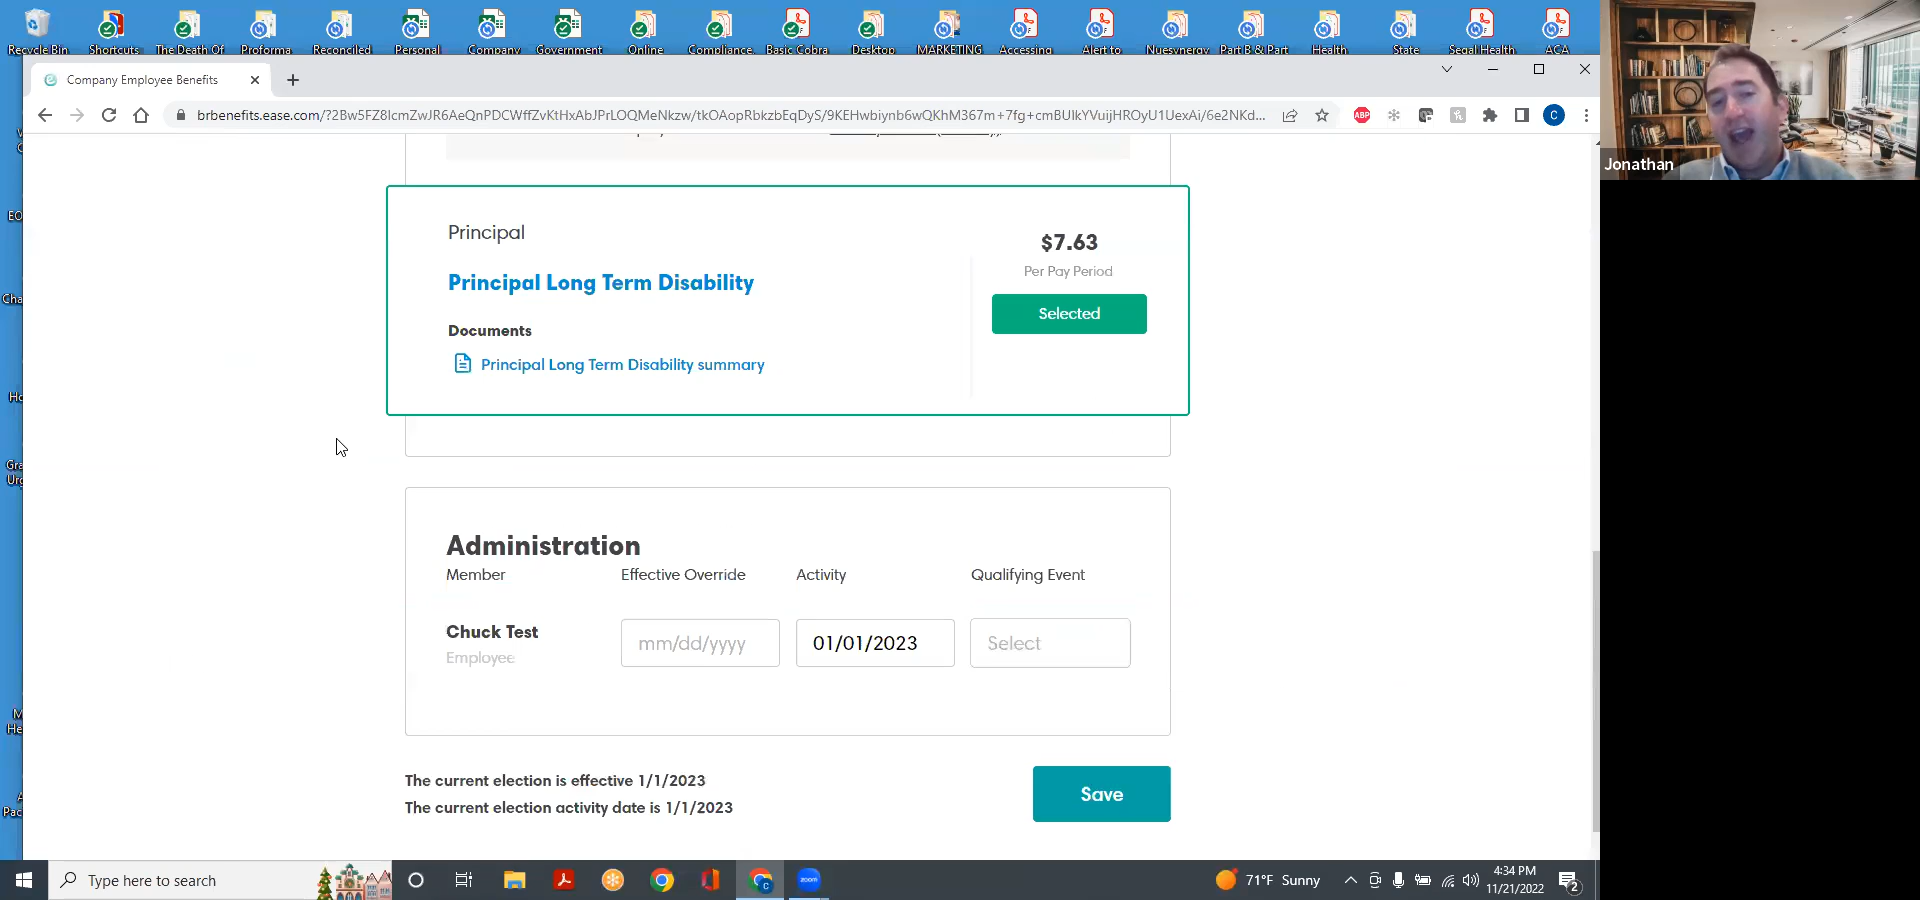 Recycle Bin
Shortcuts
The Death Of
Proforma
Reconciled
Personal
Company
Government
Online
Compliance
Basic Cobra
Desktop
MARKETING
Accessing
Alert to
Nuesynergy
Part B & Part
Health
State
Segal Health
ACA
Company Employee Benefits
brbenefits.ease.com/?2Bw5FZ8lcmZwJR6AeQnPDCWffZvKtHxAbJPrLOQMeNkzw/tkOAopRbkzbEqDyS/9KEHwbiynb6wQKhM367m+7fg+cmBUlkYVuijHROyU1UexAi/6e2NKd...
ABP
C
Jonathan
Principal
$7.63
Per Pay Period
Principal Long Term Disability
Selected
Documents
Principal Long Term Disability summary
Administration
Member
Effective Override
Activity
Qualifying Event
Chuck Test
Employee
mm/dd/yyyy
01/01/2023
Select
The current election is effective 1/1/2023
The current election activity date is 1/1/2023
Save
Type here to search
zoom
71°F Sunny
4:34 PM
11/21/2022
2